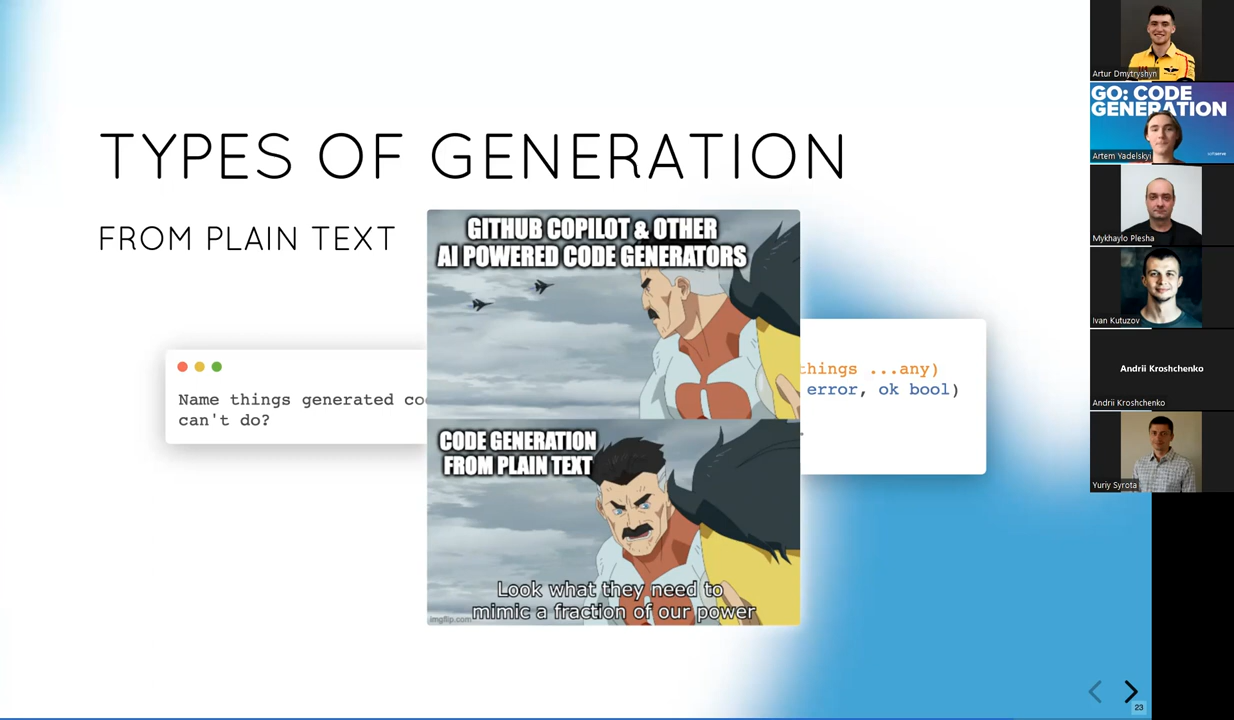 TYPES OF GENERATION
FROM PLAIN TEXT
GITHUB COPILOT & OTHER
AI POWERED CODE GENERATORS
Name things generated
can't do?
things ...any)
error, ok bool)
CODE GENERATION
FROM PLAIN TEXT
Look what they need to
mimic a fraction of our power
imgflip.com
23
Artur Dmytryshyn
GO: CODE
GENERATION
Artem Yadelskyi
Mykhaylo Plesha
Ivan Kutuzov
Andrii Kroshchenko
Andrii Kroshchenko
Yuriy Syrota